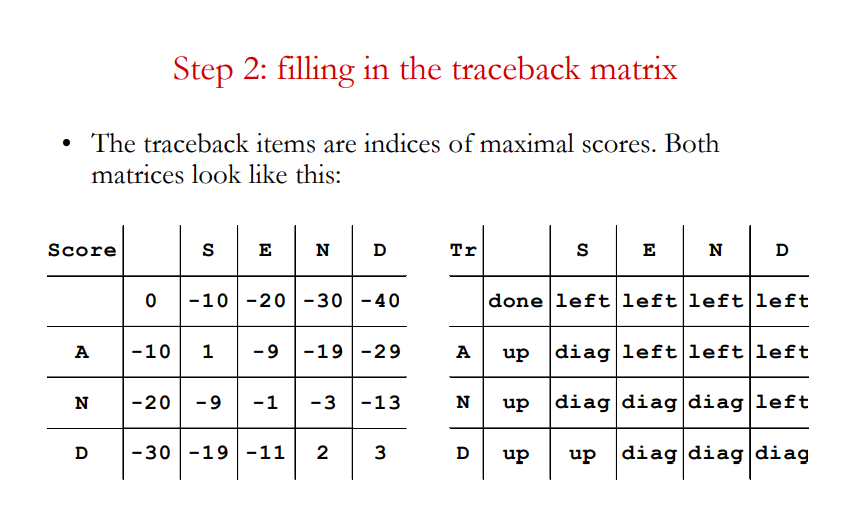 Step 2: filling in the traceback matrix
• The traceback items are indices of maximal scores. Both
matrices look like this:
Score S E N D
0 -10 -20 -30 -40
A -10 1 -9 -19 -29
N -20 -9 -1 -3 -13
D -30 -19 -11 2 3
Tr S E N D
done left left left left
A up diag left left left
N up diag diag diag left
D up up diag diag diag